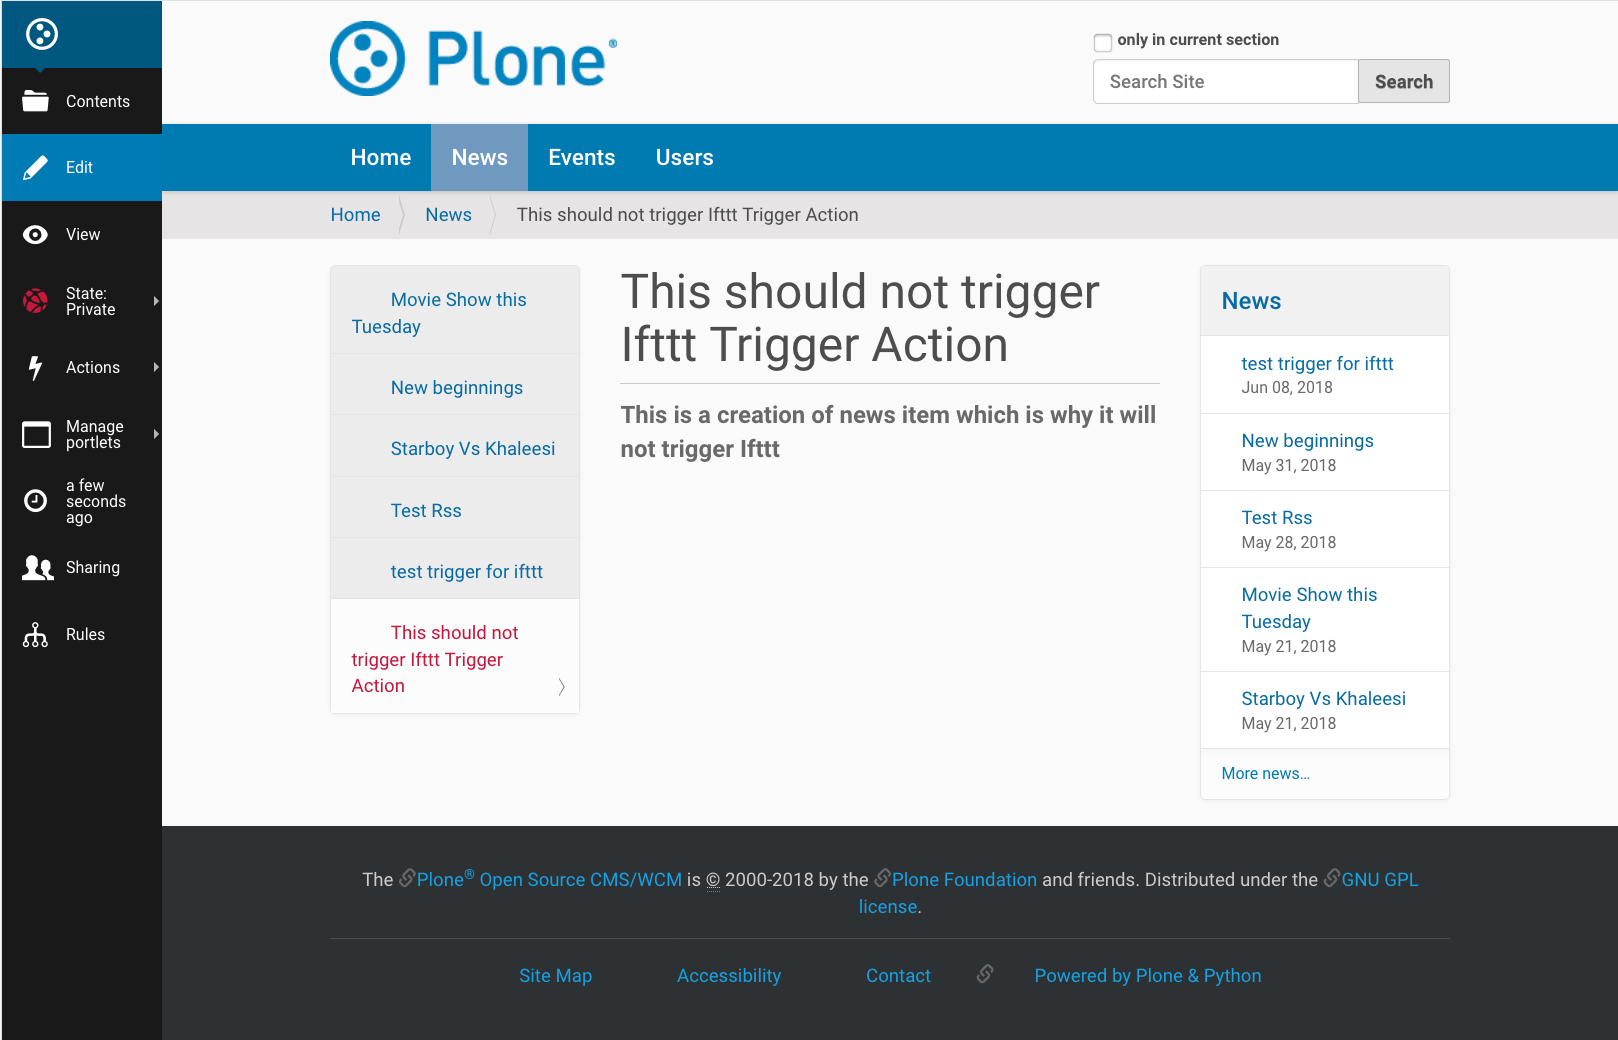 Contents
Edit
View
State:
Private
Actions
Manage
portlets
a few
seconds
ago
Sharing
Rules
Plone®
only in current section
Search Site
Search
Home
News
Events
Users
Home
News
This should not trigger Ifttt Trigger Action
Movie Show this
Tuesday
New beginnings
Starboy Vs Khaleesi
Test Rss
test trigger for ifttt
This should not
trigger Ifttt Trigger
Action
This should not trigger
Ifttt Trigger Action
This is a creation of news item which is why it will
not trigger Ifttt
News
test trigger for ifttt
Jun 08, 2018
New beginnings
May 31, 2018
Test Rss
May 28, 2018
Movie Show this
Tuesday
May 21, 2018
Starboy Vs Khaleesi
May 21, 2018
More news...
The Plone® Open Source CMS/WCM is © 2000-2018 by the Plone Foundation and friends. Distributed under the GNU GPL
license.
Site Map
Accessibility
Contact
Powered by Plone & Python